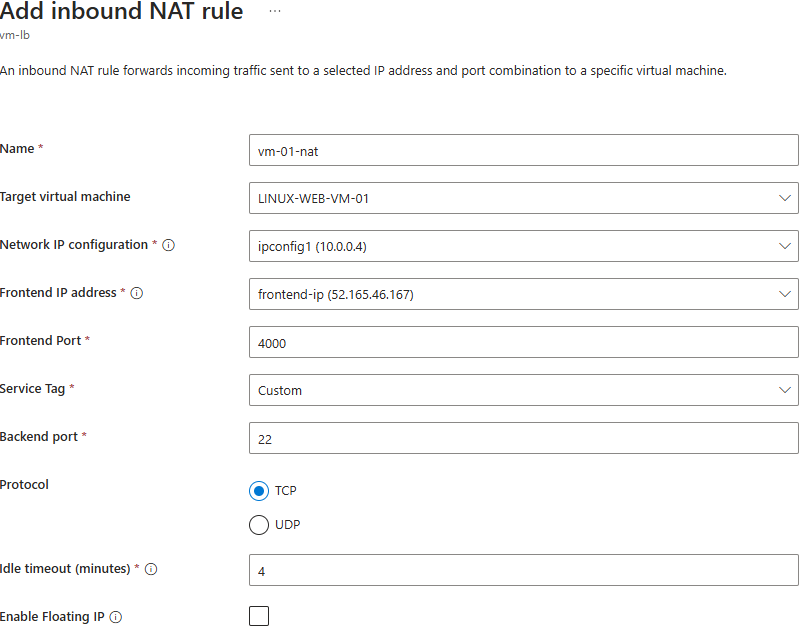 Add inbound NAT rule ...
vm-lb
An inbound NAT rule forwards incoming traffic sent to a selected IP address and port combination to a specific virtual machine.
Name * vm-01-nat
Target virtual machine LINUX-WEB-VM-01
Network IP configuration * ipconfig1 (10.0.0.4)
Frontend IP address * frontend-ip (52.165.46.167)
Frontend Port * 4000
Service Tag * Custom
Backend port * 22
Protocol TCP
UDP
Idle timeout (minutes) * 4
Enable Floating IP